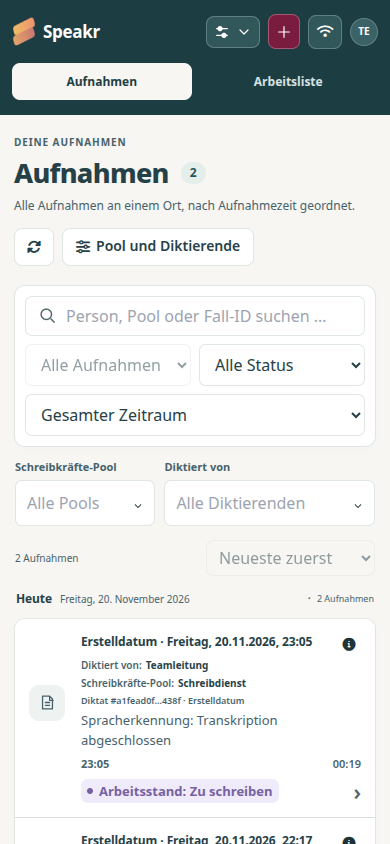 Speakr
TE
Aufnahmen
Arbeitsliste
DEINE AUFNAHMEN
Aufnahmen 2
Alle Aufnahmen an einem Ort, nach Aufnahmezeit geordnet.
Pool und Diktierende
Person, Pool oder Fall-ID suchen ...
Alle Aufnahmen
Alle Status
Gesamter Zeitraum
Schreibkräfte-Pool
Diktiert von
Alle Pools
Alle Diktierenden
2 Aufnahmen
Neueste zuerst
Heute Freitag, 20. November 2026 · 2 Aufnahmen
Erstelldatum · Freitag, 20.11.2026, 23:05
Diktiert von: Teamleitung
Schreibkräfte-Pool: Schreibdienst
Diktat #a1fead0f...438f · Erstelldatum
Spracherkennung: Transkription
abgeschlossen
23:05 00:19
Arbeitsstand: Zu schreiben
Erstelldatum · Freitag, 20.11.2026, 22:17